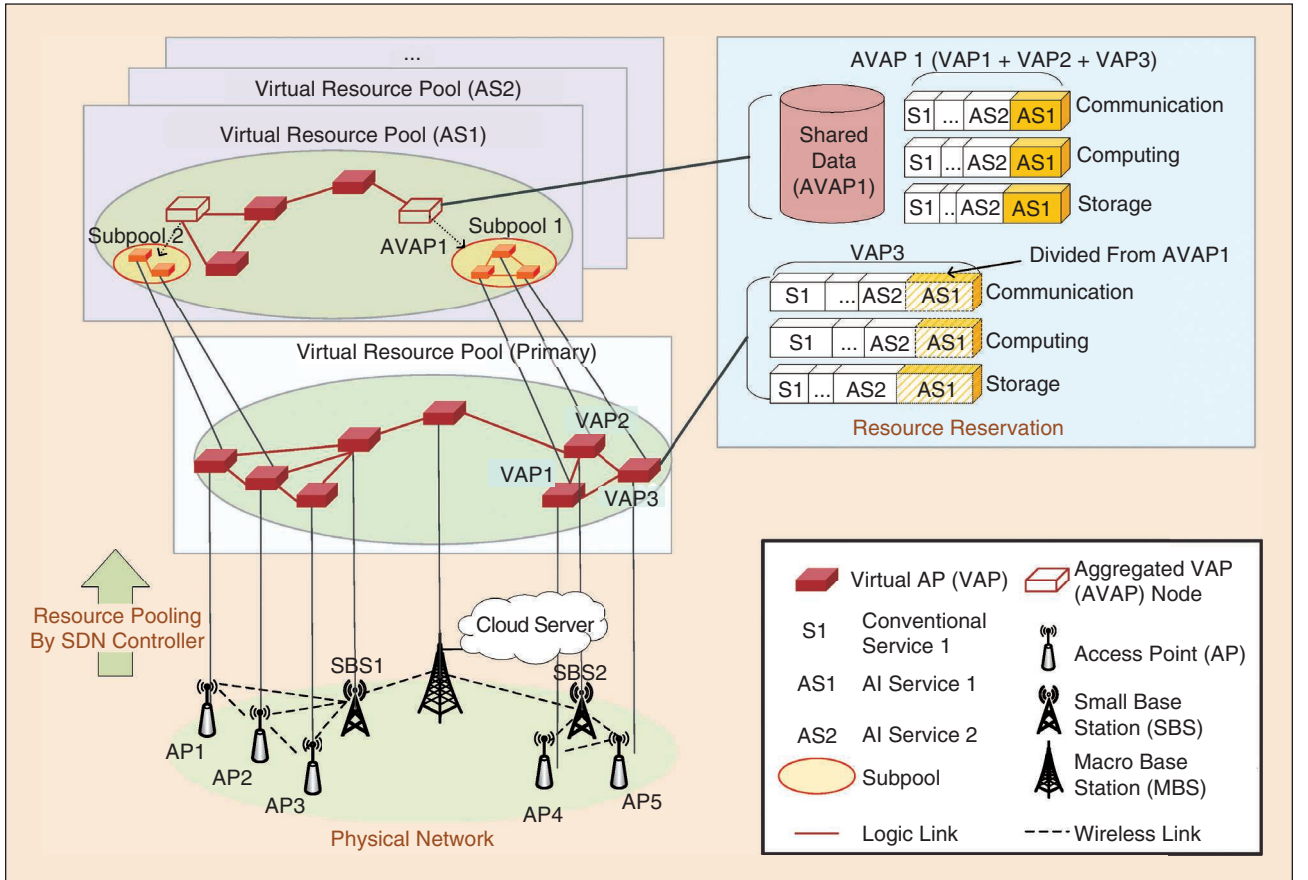 ...
Virtual Resource Pool (AS2)
Virtual Resource Pool (AS1)
Subpool 2
AVAP1
Subpool 1
Virtual Resource Pool (Primary)
VAP2
VAP1
VAP3
Resource Pooling
By SDN Controller
Cloud Server
SBS1
SBS2
AP1
AP2
AP3
AP4
AP5
Physical Network
AVAP 1 (VAP1 + VAP2 + VAP3)
Shared
Data
(AVAP1)
S1 ... AS2 AS1 Communication
S1 ... AS2 AS1 Computing
S1 .. AS2 AS1 Storage
VAP3
Divided From AVAP1
S1 ... AS2 AS1 Communication
S1 ... AS2 AS1 Computing
S1 ... AS2 AS1 Storage
Resource Reservation
Virtual AP (VAP)
S1 Conventional
Service 1
AS1 AI Service 1
AS2 AI Service 2
Subpool
Logic Link
Aggregated VAP
(AVAP) Node
Access Point (AP)
Small Base
Station (SBS)
Macro Base
Station (MBS)
Wireless Link